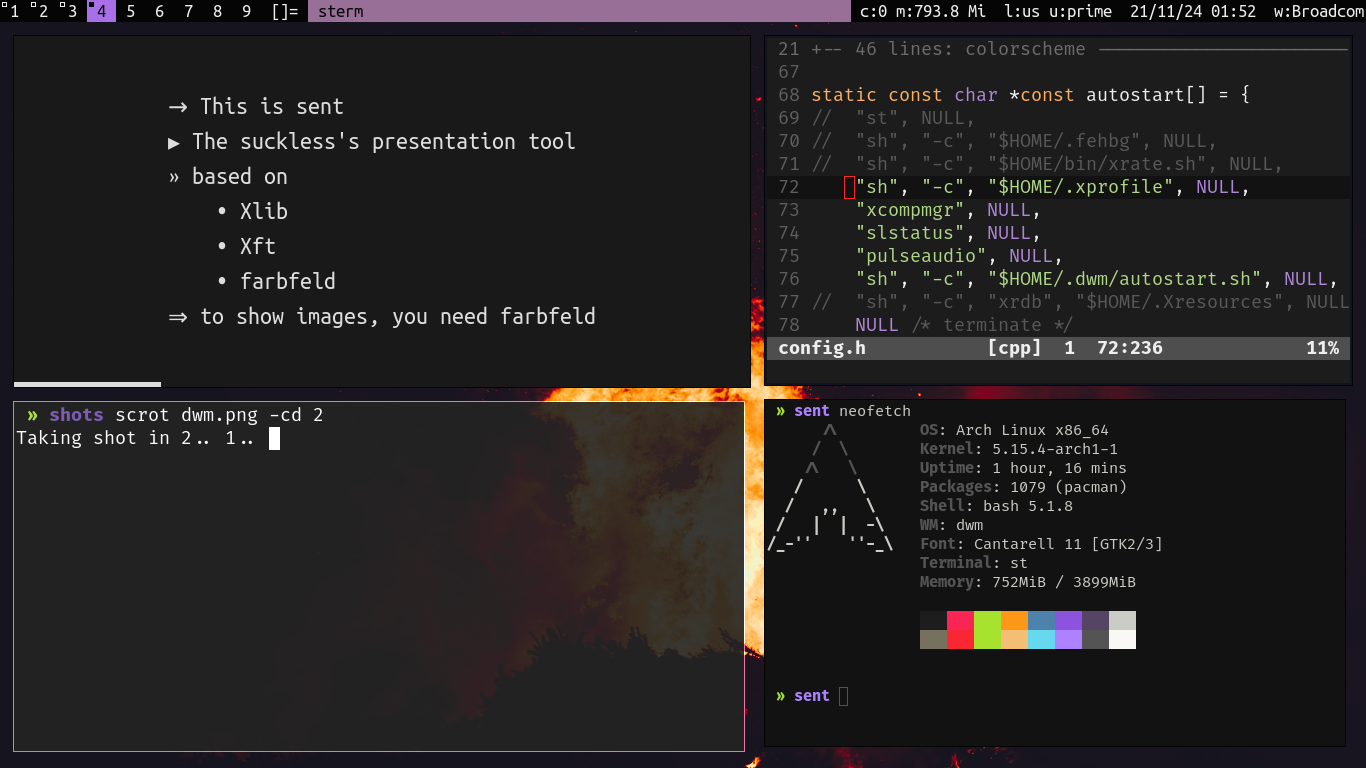 1 2 3 4 5 6 7 8 9 []= sterm c:0 m:793.8 Mi l:us u:prime 21/11/24 01:52 w:Broadcom
→ This is sent
▶ The suckless's presentation tool
» based on
• Xlib
• Xft
• farbfeld
⇒ to show images, you need farbfeld
21 +-- 46 lines: colorscheme
67
68 static const char *const autostart[] = {
69 //  "st", NULL,
70 //  "sh", "-c", "$HOME/.fehbg", NULL,
71 //  "sh", "-c", "$HOME/bin/xrate.sh", NULL,
72     "sh", "-c", "$HOME/.xprofile", NULL,
73     "xcompmgr", NULL,
74     "slstatus", NULL,
75     "pulseaudio", NULL,
76     "sh", "-c", "$HOME/.dwm/autostart.sh", NULL,
77 //  "sh", "-c", "xrdb", "$HOME/.Xresources", NULL
78     NULL /* terminate */
config.h [cpp] 1 72:236 11%
» shots scrot dwm.png -cd 2
Taking shot in 2.. 1..
» sent neofetch
OS: Arch Linux x86_64
Kernel: 5.15.4-arch1-1
Uptime: 1 hour, 16 mins
Packages: 1079 (pacman)
Shell: bash 5.1.8
WM: dwm
Font: Cantarell 11 [GTK2/3]
Terminal: st
Memory: 752MiB / 3899MiB
» sent